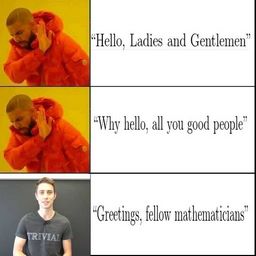 “Hello, Ladies and Gentlemen”
“Why hello, all you good people”
“Greetings, fellow mathematicians”
TRIVIAL